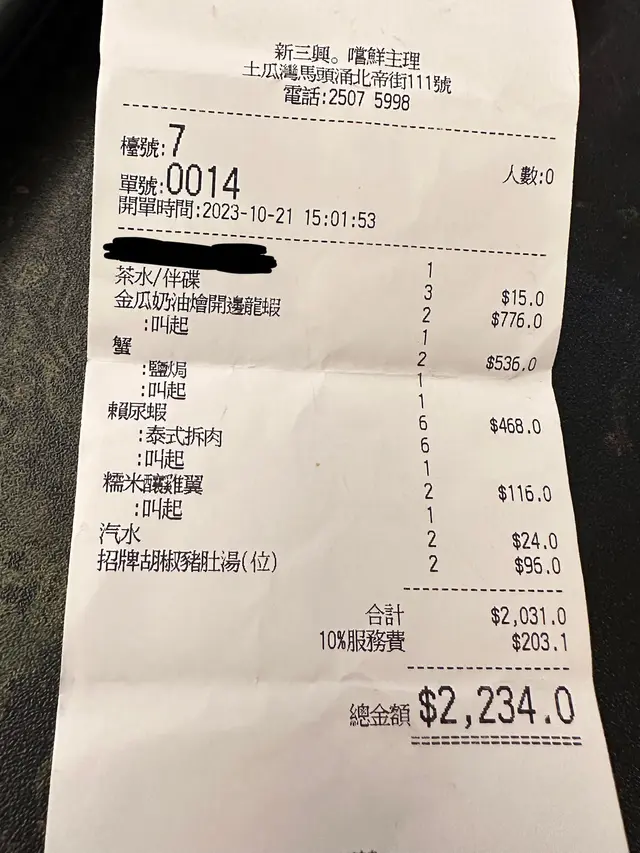 新三興。嚐鮮主理
土瓜灣馬頭涌北帝街111號
電話:2507 5998
檯號:7
人數:0
單號:0014
開單時間:2023-10-21 15:01:53
1
茶水/伴碟 3 $15.0
金瓜奶油燴開邊龍蝦 2 $776.0
:叫起 1
蟹 2 $536.0
:鹽焗 1
:叫起 1
賴尿蝦 6 $468.0
:泰式拆肉 6
:叫起 1
糯米釀雞翼 2 $116.0
:叫起 1
汽水 2 $24.0
招牌胡椒豬肚湯(位) 2 $96.0
合計 $2,031.0
10%服務費 $203.1
總金額 $2,234.0